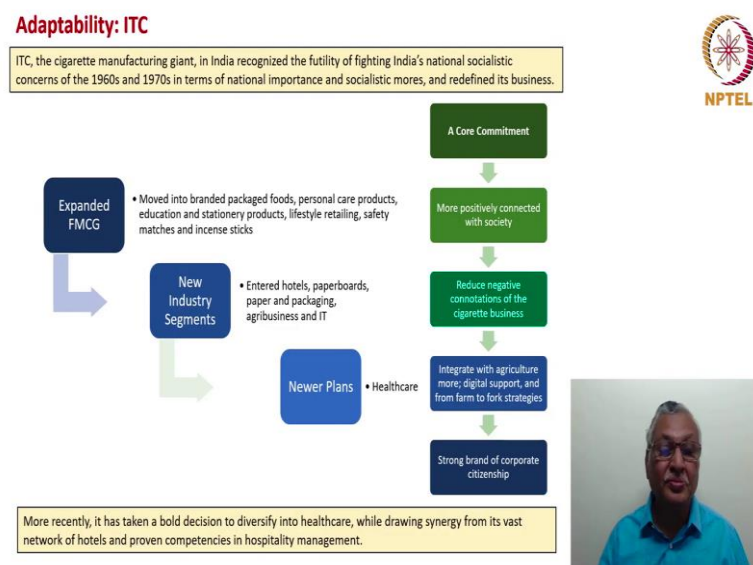 Adaptability: ITC
ITC, the cigarette manufacturing giant, in India recognized the futility of fighting India's national socialistic
concerns of the 1960s and 1970s in terms of national importance and socialistic mores, and redefined its business.
NPTEL
Expanded
FMCG
• Moved into branded packaged foods, personal care products,
education and stationery products, lifestyle retailing, safety
matches and incense sticks
New
Industry
Segments
• Entered hotels, paperboards,
paper and packaging,
agribusiness and IT
Newer Plans
• Healthcare
A Core Commitment
More positively connected
with society
Reduce negative
connotations of the
cigarette business
Integrate with agriculture
more; digital support, and
from farm to fork strategies
Strong brand of corporate
citizenship
More recently, it has taken a bold decision to diversify into healthcare, while drawing synergy from its vast
network of hotels and proven competencies in hospitality management.